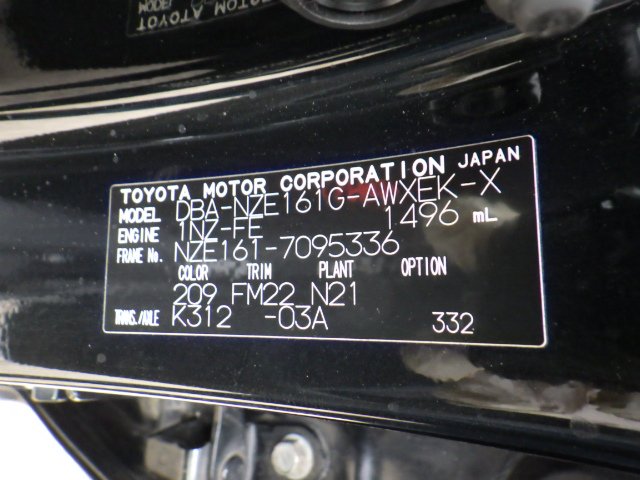 TOYOTA MOTOR CORPORATION JAPAN
MODEL DBA-NZE161G-AWXEK-X
ENGINE 1NZ-FE 1496 mL
FRAME No. NZE161-7095336
COLOR TRIM PLANT OPTION
209 FM22 N21
TRANS./AXLE K312 -03A 332